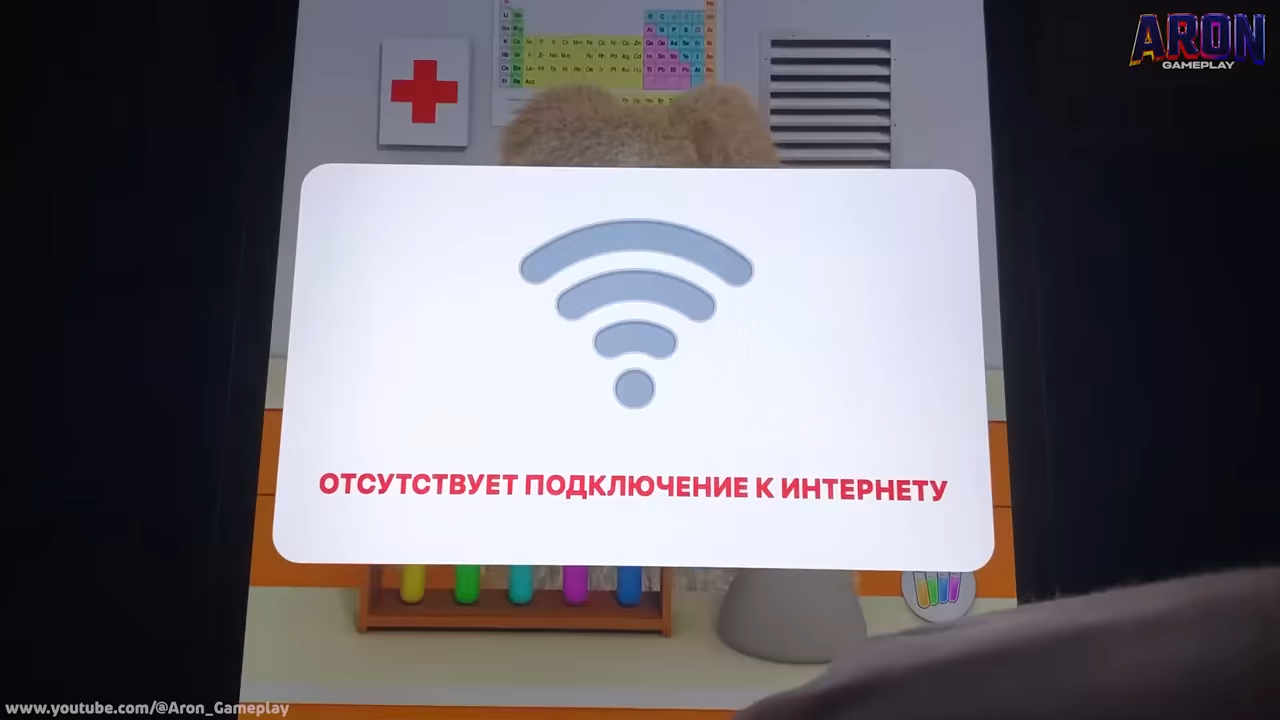 ARON
GAMEPLAY
ОТСУТСТВУЕТ ПОДКЛЮЧЕНИЕ К ИНТЕРНЕТУ
www.youtube.com/@Aron_Gameplay